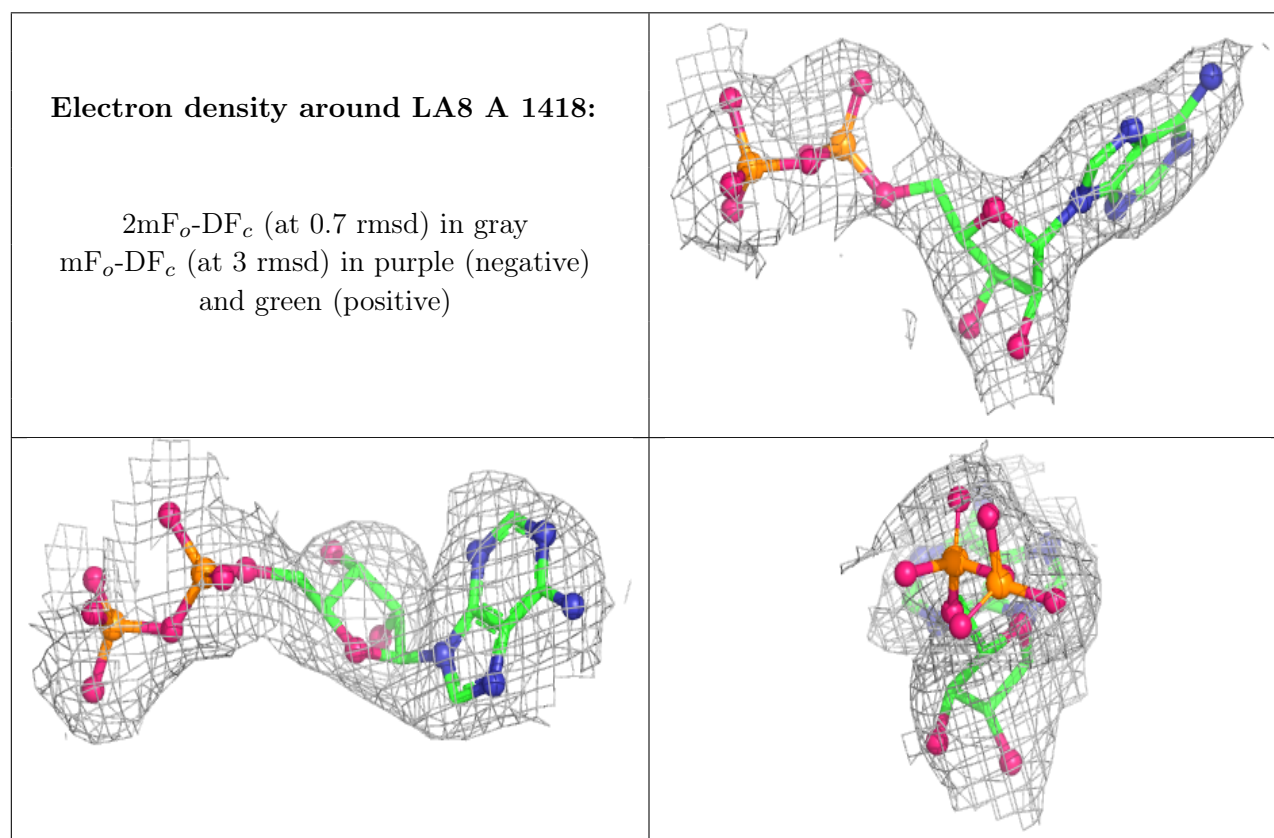 Electron density around LA8 A 1418:
2mFₒ-DF𝒸 (at 0.7 rmsd) in gray
mFₒ-DF𝒸 (at 3 rmsd) in purple (negative)
and green (positive)